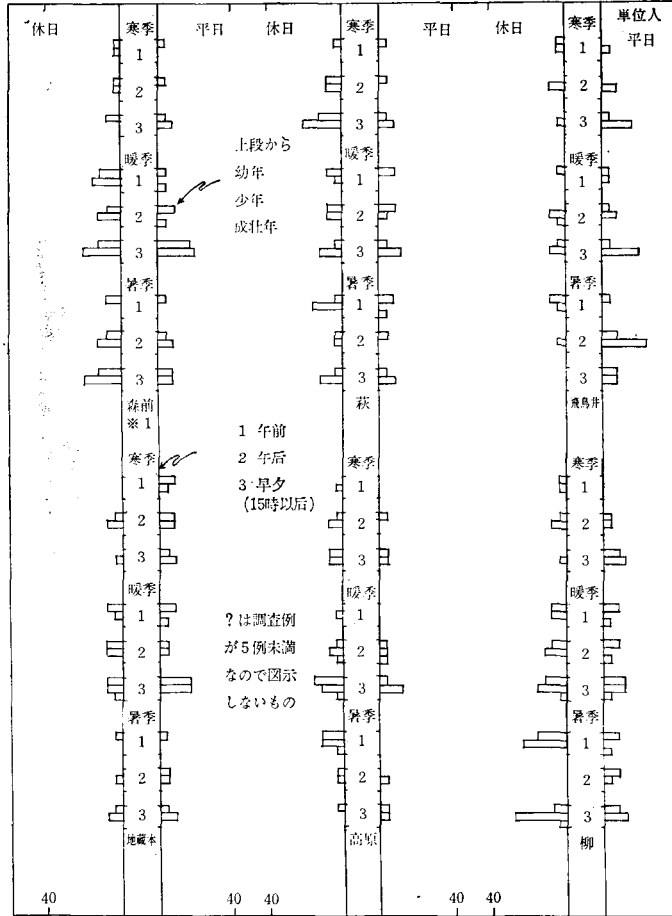 休日 寒季 平日 休日 寒季 平日 休日 寒季 単位人
平日
1 1 1
2 2 2
3 3 3
上段から
幼年
少年
成壮年
暖季 暖季 暖季
1 1 1
2 2 2
3 3 3
暑季 暑季 暑季
1 1 1
2 2 2
3 3 3
森前 萩 飛鳥井
※1
1 午前
2 午后
3 早夕
(15時以后)
寒季 寒季 寒季
1 1 1
2 2 2
3 3 3
暖季 暖季 暖季
1 1 1
2 2 2
3 3 3
?は調査例
が5例未満
なので図示
しないもの
暑季 暑季 暑季
1 1 1
2 2 2
3 3 3
地蔵本 高原 柳
40 40 40 40 40